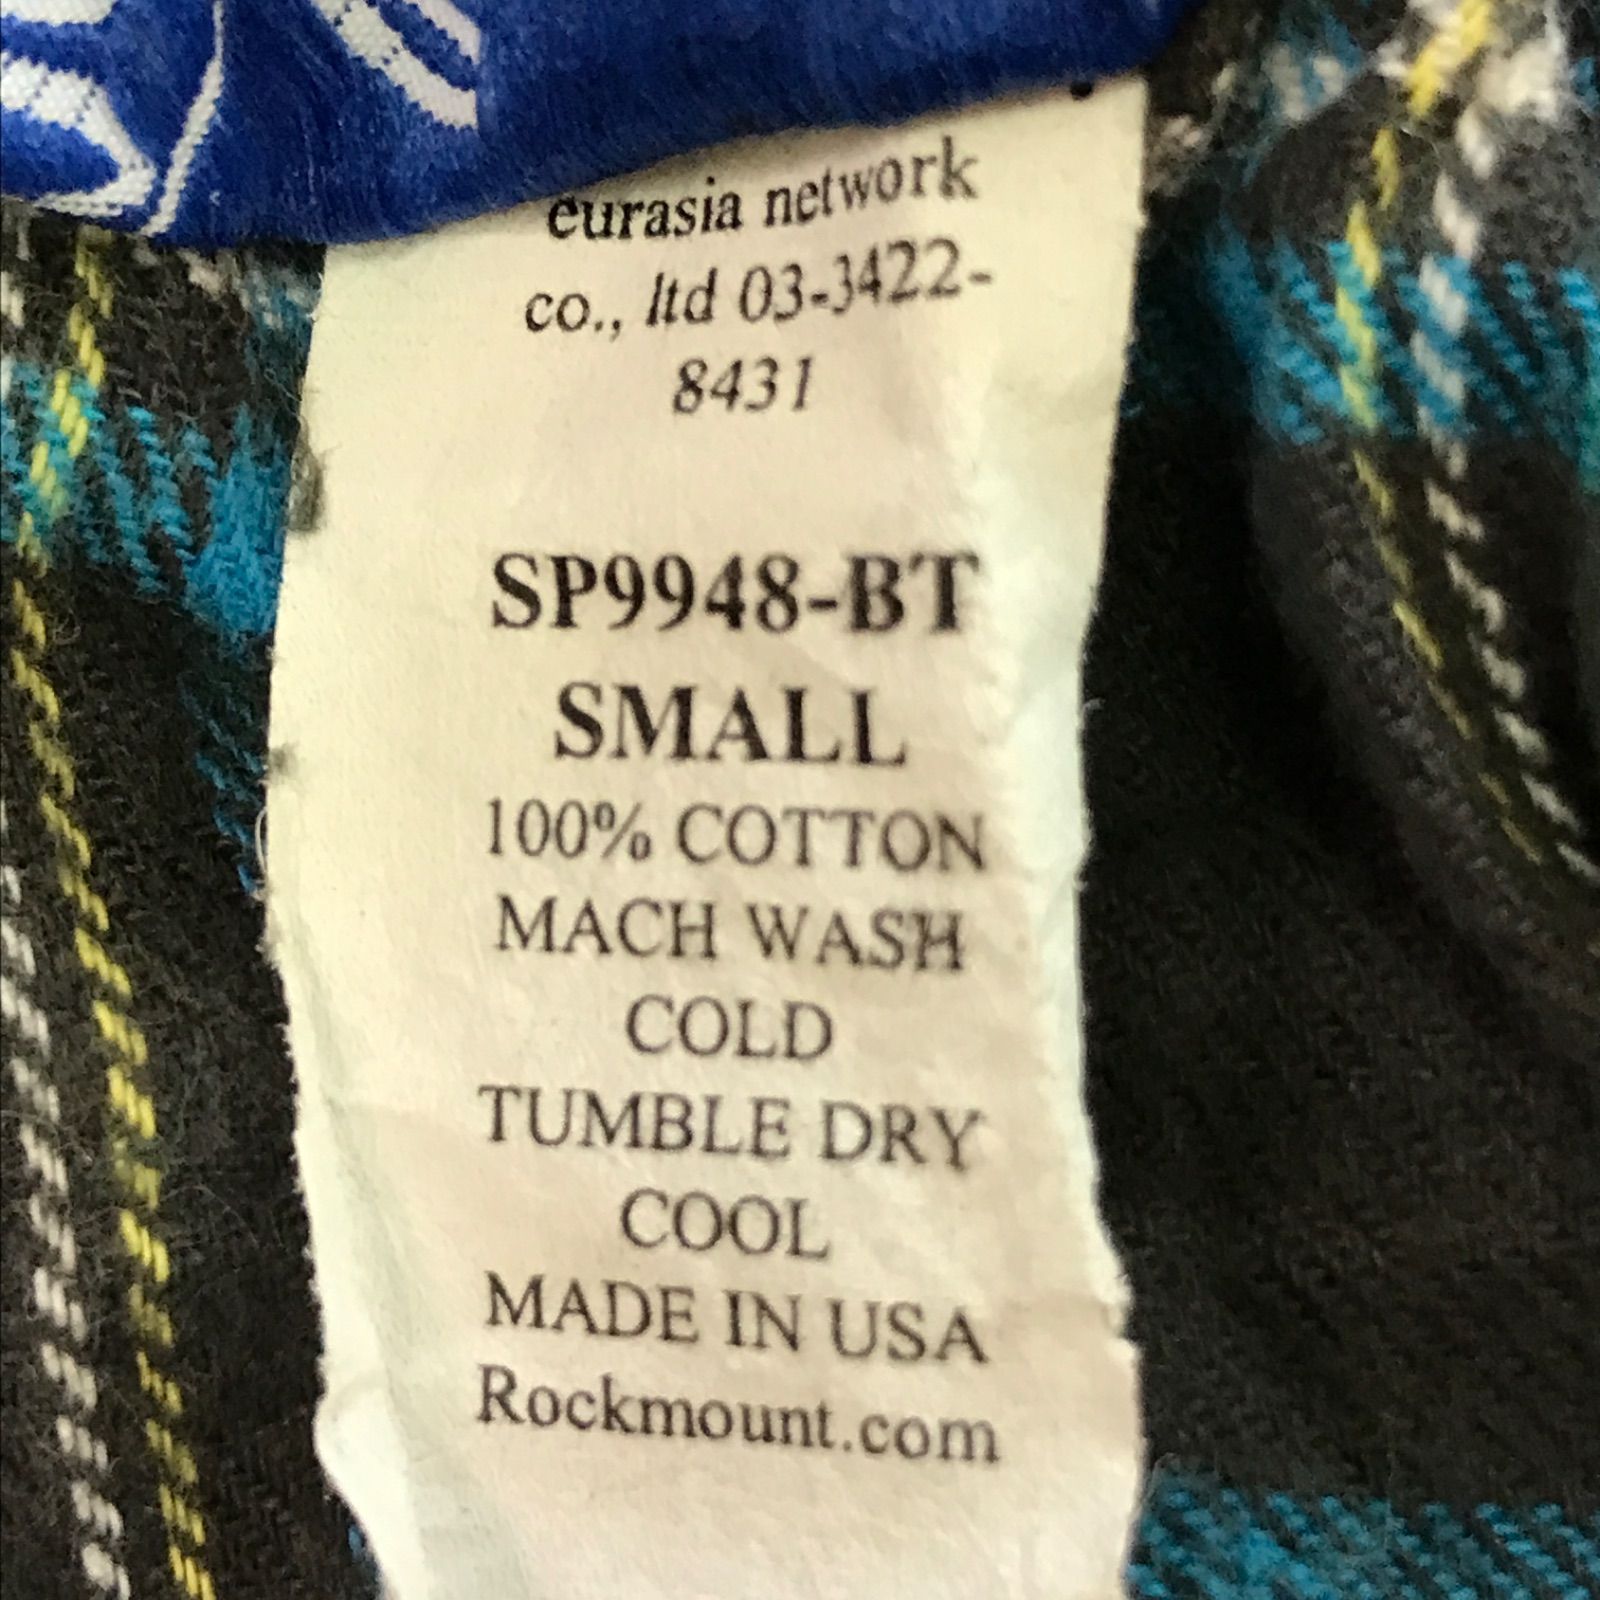 eurasia network
co., ltd 03-3422-
8431
SP9948-BT
SMALL
100% COTTON
MACH WASH
COLD
TUMBLE DRY
COOL
MADE IN USA
Rockmount.com